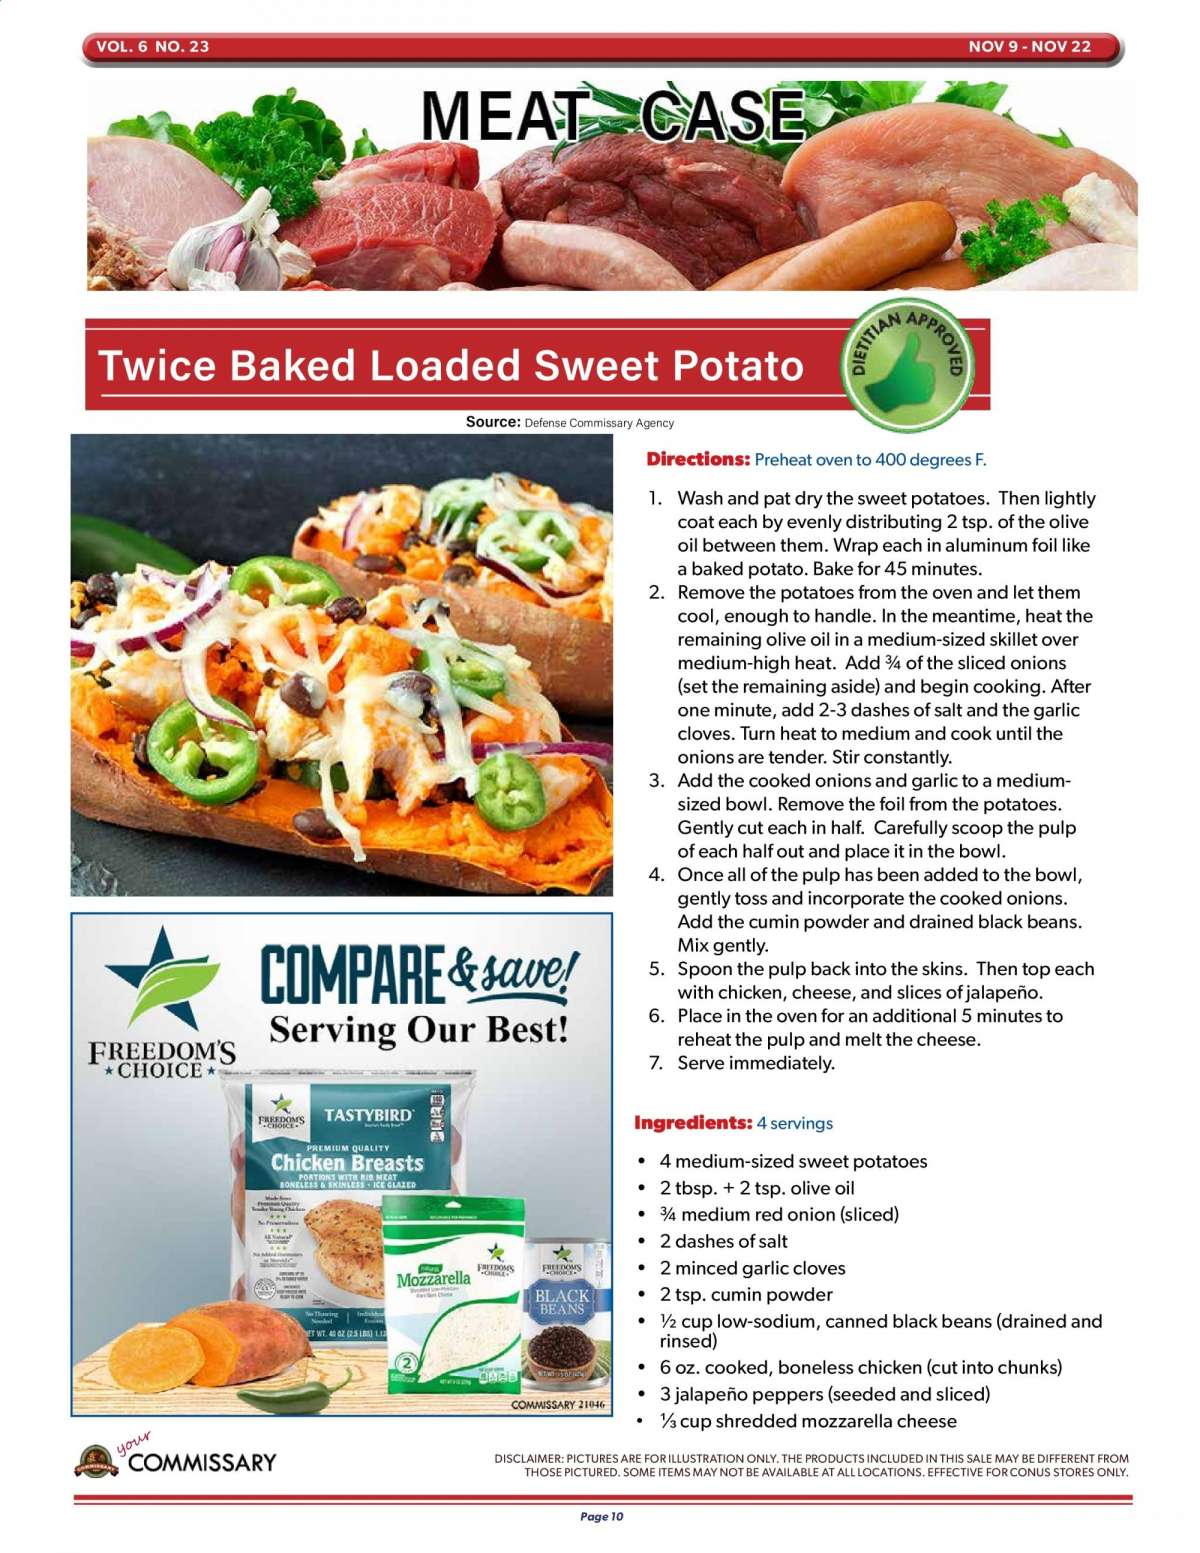 VOL. 6 NO. 23
NOV 9 - NOV 22
MEAT CASE
Twice Baked Loaded Sweet Potato
DIETITIAN APPROVED
Source: Defense Commissary Agency
Directions: Preheat oven to 400 degrees F.
1. Wash and pat dry the sweet potatoes. Then lightly
coat each by evenly distributing 2 tsp. of the olive
oil between them. Wrap each in aluminum foil like
a baked potato. Bake for 45 minutes.
2. Remove the potatoes from the oven and let them
cool, enough to handle. In the meantime, heat the
remaining olive oil in a medium-sized skillet over
medium-high heat. Add ¾ of the sliced onions
(set the remaining aside) and begin cooking. After
one minute, add 2-3 dashes of salt and the garlic
cloves. Turn heat to medium and cook until the
onions are tender. Stir constantly.
3. Add the cooked onions and garlic to a medium-
sized bowl. Remove the foil from the potatoes.
Gently cut each in half. Carefully scoop the pulp
of each half out and place it in the bowl.
4. Once all of the pulp has been added to the bowl,
gently toss and incorporate the cooked onions.
Add the cumin powder and drained black beans.
Mix gently.
5. Spoon the pulp back into the skins. Then top each
with chicken, cheese, and slices of jalapeño.
6. Place in the oven for an additional 5 minutes to
reheat the pulp and melt the cheese.
7. Serve immediately.
Ingredients: 4 servings
• 4 medium-sized sweet potatoes
• 2 tbsp. + 2 tsp. olive oil
• ¾ medium red onion (sliced)
• 2 dashes of salt
• 2 minced garlic cloves
• 2 tsp. cumin powder
• ½ cup low-sodium, canned black beans (drained and
rinsed)
• 6 oz. cooked, boneless chicken (cut into chunks)
• 3 jalapeño peppers (seeded and sliced)
• ⅓ cup shredded mozzarella cheese
FREEDOM'S
CHOICE
COMPARE & save!
Serving Our Best!
FREEDOM'S
CHOICE
TASTYBIRD
PREMIUM QUALITY
Chicken Breasts
PORTIONS WITH RIB MEAT
BONELESS & SKINLESS • ICE GLAZED
Made from
Premium Quality
Tender Young Chicken
No Preservatives
All Natural*
No Thawing
Needed
NET WT. 40 OZ (2.5 LBS) 1.13
FREEDOM'S
CHOICE
natural
Mozzarella
2
FREEDOM'S
CHOICE
BLACK
BEANS
COMMISSARY 21046
your
COMMISSARY
DISCLAIMER: PICTURES ARE FOR ILLUSTRATION ONLY. THE PRODUCTS INCLUDED IN THIS SALE MAY BE DIFFERENT FROM
THOSE PICTURED. SOME ITEMS MAY NOT BE AVAILABLE AT ALL LOCATIONS. EFFECTIVE FOR CONUS STORES ONLY.
Page 10